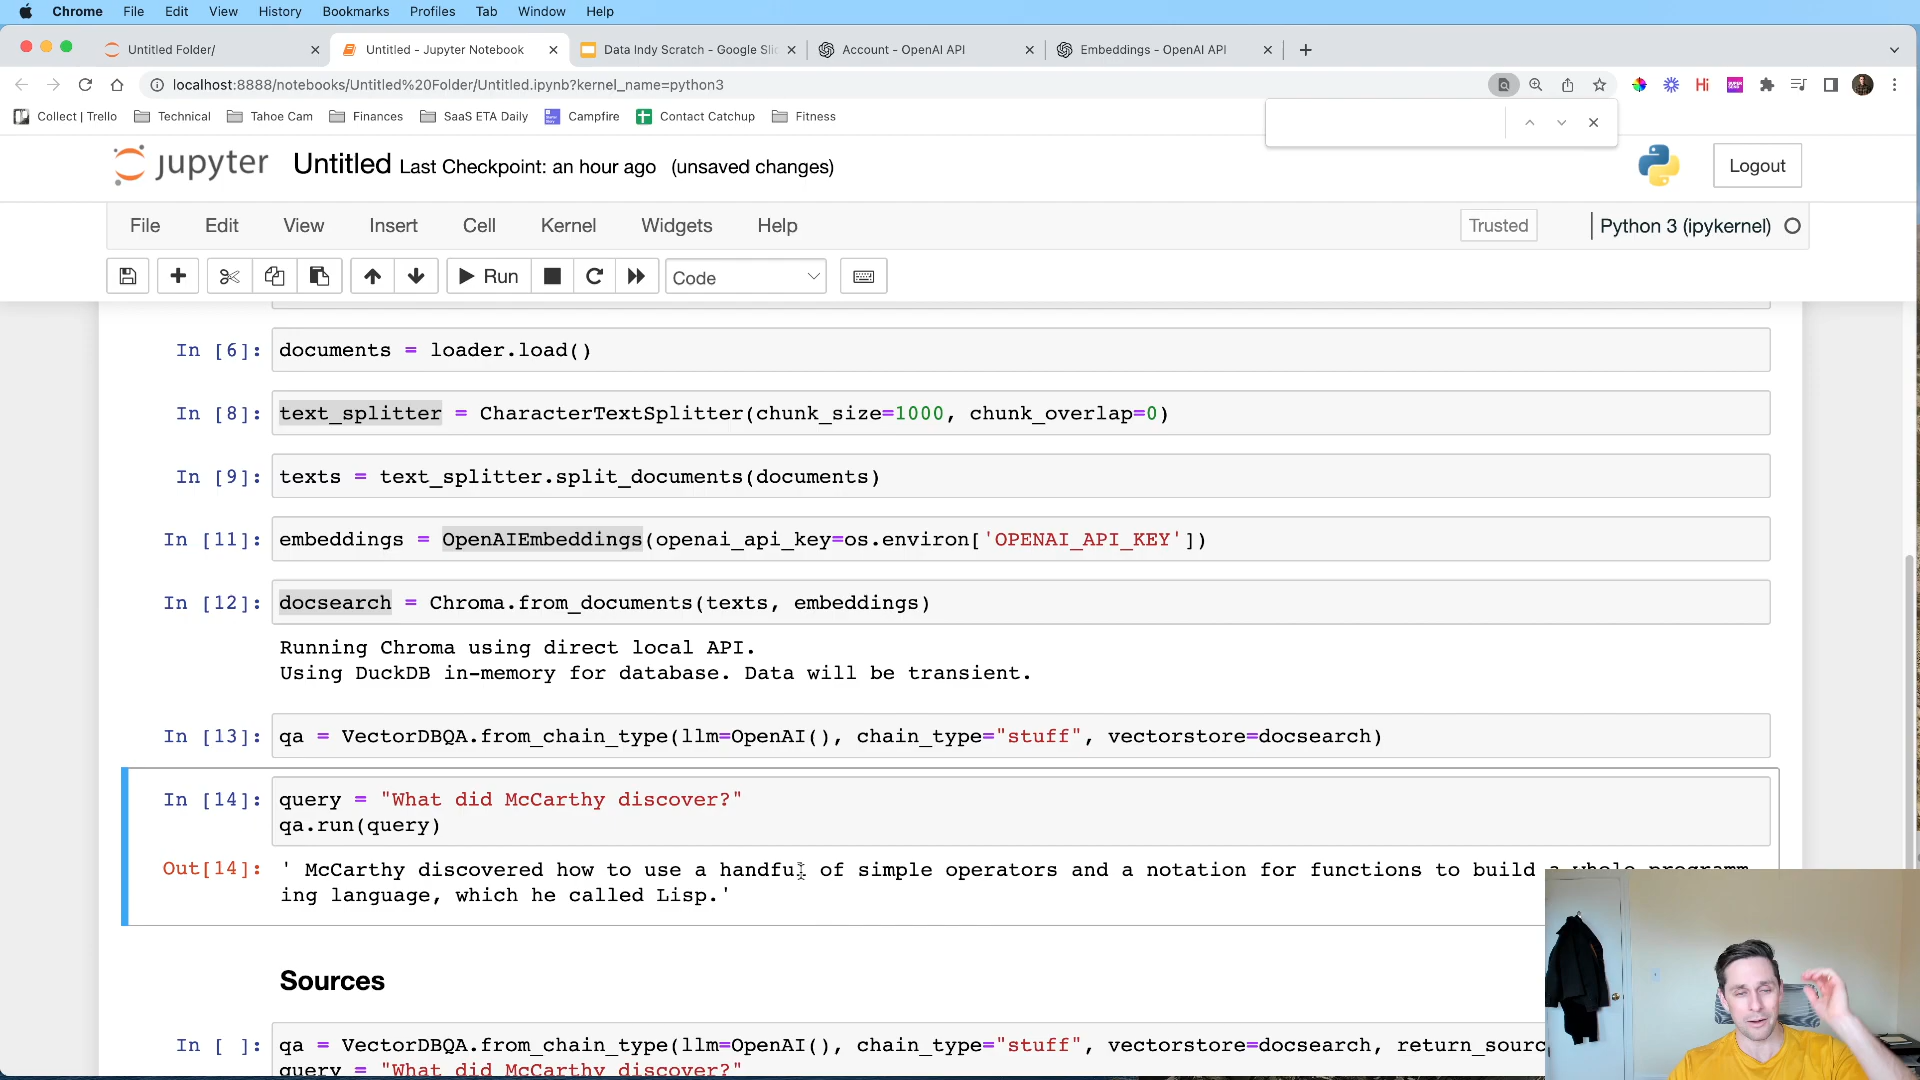 Chrome File Edit View History Bookmarks Profiles Tab Window Help
Untitled Folder/ Untitled - Jupyter Notebook Data Indy Scratch - Google Slic Account - OpenAI API Embeddings - OpenAI API
localhost:8888/notebooks/Untitled%20Folder/Untitled.ipynb?kernel_name=python3
Hi
Collect | Trello Technical Tahoe Cam Finances SaaS ETA Daily Campfire Contact Catchup Fitness
jupyter Untitled Last Checkpoint: an hour ago (unsaved changes) Logout
File Edit View Insert Cell Kernel Widgets Help Trusted Python 3 (ipykernel)
Run Code
In [6]: documents = loader.load()
In [8]: text_splitter = CharacterTextSplitter(chunk_size=1000, chunk_overlap=0)
In [9]: texts = text_splitter.split_documents(documents)
In [11]: embeddings = OpenAIEmbeddings(openai_api_key=os.environ['OPENAI_API_KEY'])
In [12]: docsearch = Chroma.from_documents(texts, embeddings)
Running Chroma using direct local API.
Using DuckDB in-memory for database. Data will be transient.
In [13]: qa = VectorDBQA.from_chain_type(llm=OpenAI(), chain_type="stuff", vectorstore=docsearch)
In [14]: query = "What did McCarthy discover?"
qa.run(query)
Out[14]: ' McCarthy discovered how to use a handful of simple operators and a notation for functions to build a whole programm
ing language, which he called Lisp.'
Sources
In [ ]: qa = VectorDBQA.from_chain_type(llm=OpenAI(), chain_type="stuff", vectorstore=docsearch, return_sourc
query = "What did McCarthy discover?"